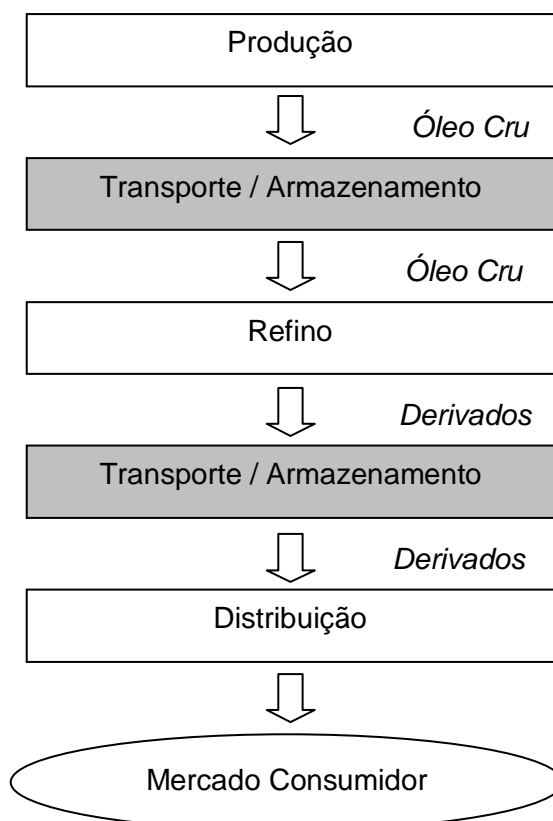 Produção
Óleo Cru
Transporte / Armazenamento
Óleo Cru
Refino
Derivados
Transporte / Armazenamento
Derivados
Distribuição
Mercado Consumidor